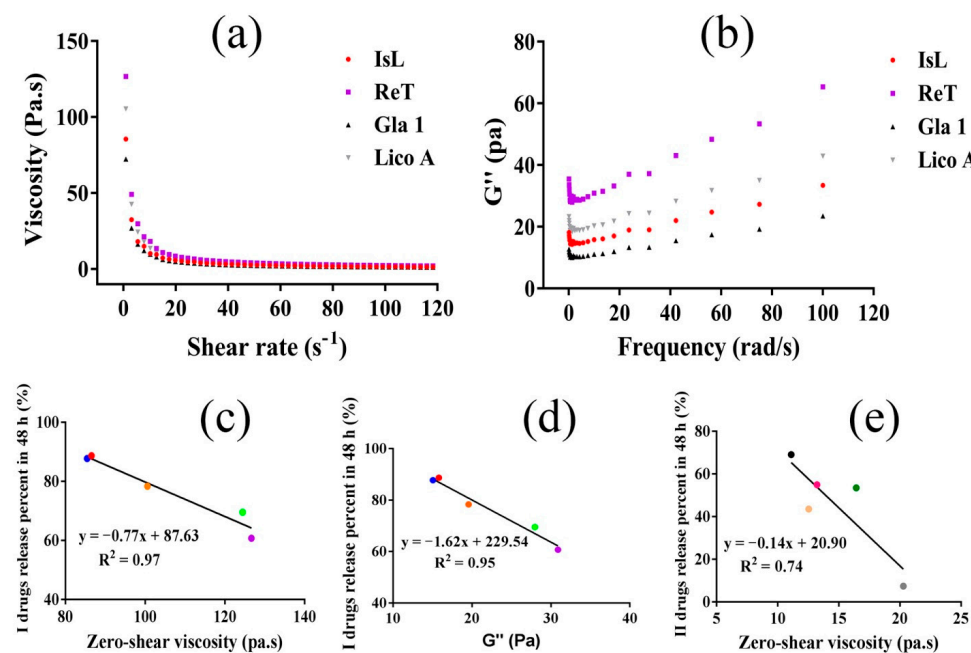 (a)
150
100
50
0
Viscosity (Pa.s)
IsL
ReT
Gla 1
Lico A
0 20 40 60 80 100 120
Shear rate (s⁻¹)
(b)
80
60
40
20
0
G'' (pa)
IsL
ReT
Gla 1
Lico A
0 20 40 60 80 100 120
Frequency (rad/s)
(c)
100
80
60
40
I drugs release percent in 48 h (%)
y = −0.77x + 87.63
R² = 0.97
80 100 120 140
Zero-shear viscosity (pa.s)
(d)
100
80
60
40
I drugs release percent in 48 h (%)
y = −1.62x + 229.54
R² = 0.95
10 20 30 40
G'' (Pa)
(e)
80
60
40
20
0
II drugs release percent in 48 h (%)
y = −0.14x + 20.90
R² = 0.74
5 10 15 20 25
Zero-shear viscosity (pa.s)